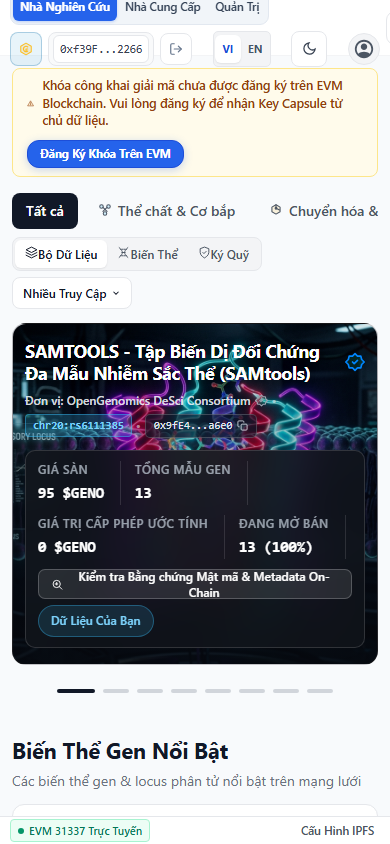 Nhà Nghiên Cứu Nhà Cung Cấp Quản Trị
0xf39F...2266 VI EN
Khóa công khai giải mã chưa được đăng ký trên EVM
Blockchain. Vui lòng đăng ký để nhận Key Capsule từ
chủ dữ liệu.
Đăng Ký Khóa Trên EVM
Tất cả Thể chất & Cơ bắp Chuyển hóa &
Bộ Dữ Liệu Biến Thể Ký Quỹ
Nhiều Truy Cập
SAMTOOLS - Tập Biến Dị Đối Chứng
Đa Mẫu Nhiễm Sắc Thể (SAMtools)
Đơn vị: OpenGenomics DeSci Consortium
chr20:rs6111385 • 0x9fE4...a6e0
SORY LOCUS
GIÁ SÀN TỔNG MẪU GEN
95 $GENO 13
GIÁ TRỊ CẤP PHÉP ƯỚC TÍNH ĐANG MỞ BÁN
0 $GENO 13 (100%)
Kiểm tra Bằng chứng Mật mã & Metadata On-
Chain
Dữ Liệu Của Bạn
Biến Thể Gen Nổi Bật
Các biến thể gen & locus phân tử nổi bật trên mạng lưới
EVM 31337 Trực Tuyến Cấu Hình IPFS